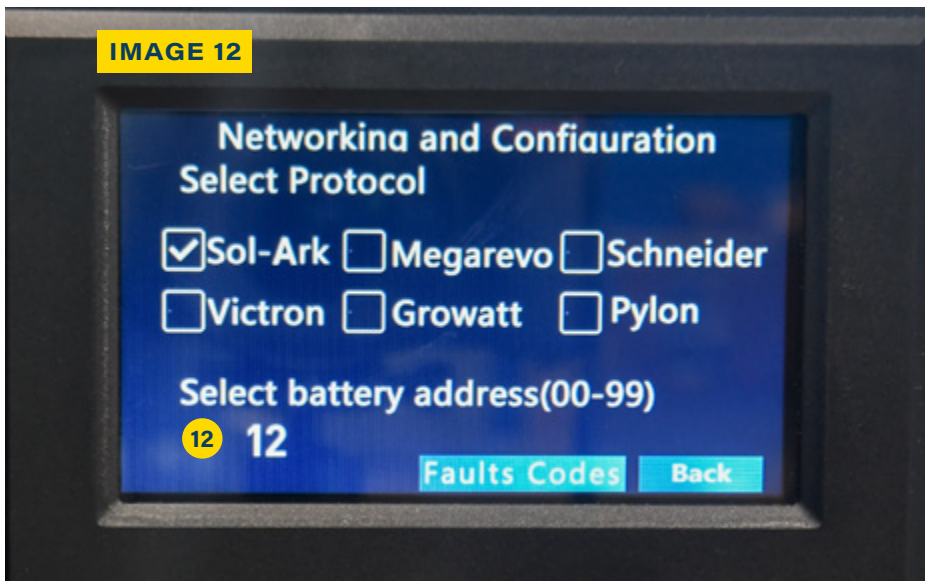 IMAGE 12
Networking and Configuration
Select Protocol
Sol-Ark Megarevo Schneider
Victron Growatt Pylon
Select battery address(00-99)
12 12
Faults Codes Back